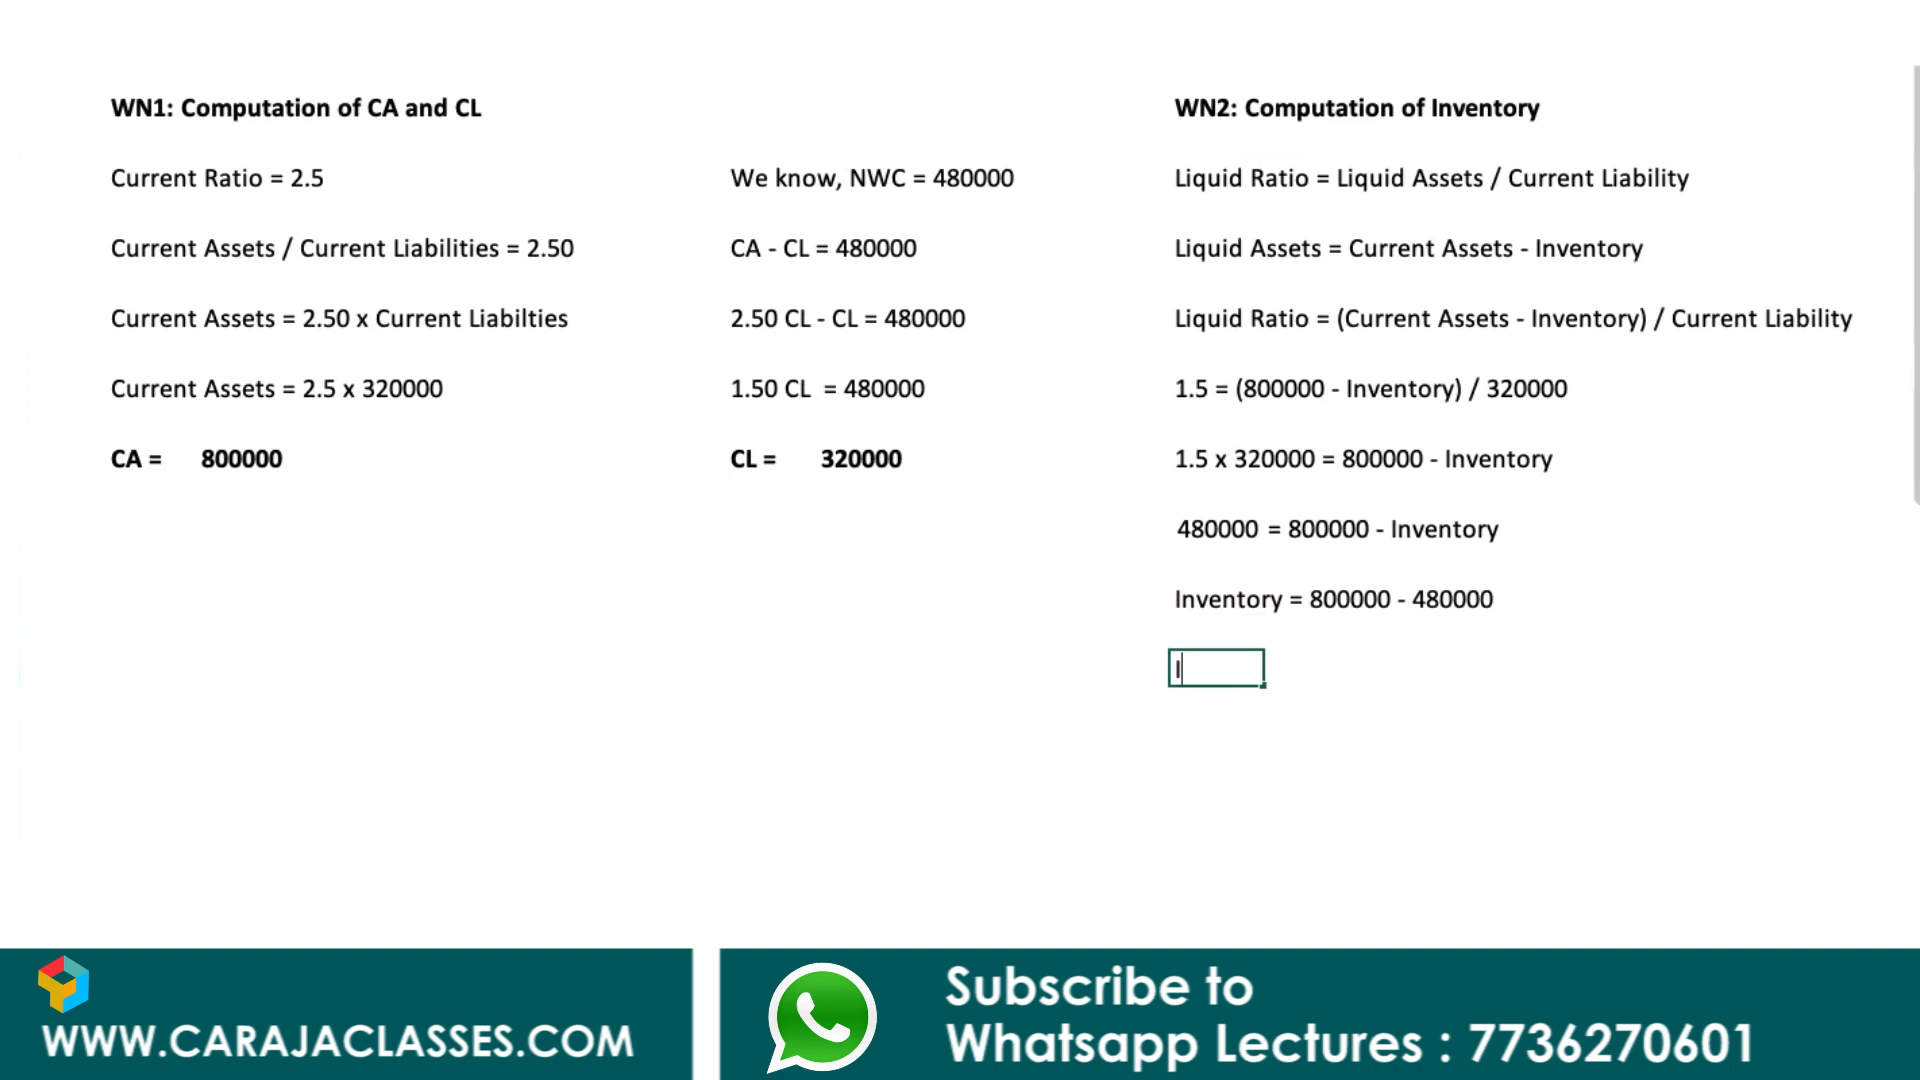 WN1: Computation of CA and CL
Current Ratio = 2.5
Current Assets / Current Liabilities = 2.50
Current Assets = 2.50 x Current Liabilties
Current Assets = 2.5 x 320000
CA = 800000
We know, NWC = 480000
CA - CL = 480000
2.50 CL - CL = 480000
1.50 CL = 480000
CL = 320000
WN2: Computation of Inventory
Liquid Ratio = Liquid Assets / Current Liability
Liquid Assets = Current Assets - Inventory
Liquid Ratio = (Current Assets - Inventory) / Current Liability
1.5 = (800000 - Inventory) / 320000
1.5 x 320000 = 800000 - Inventory
480000 = 800000 - Inventory
Inventory = 800000 - 480000
I
WWW.CARAJACLASSES.COM
Subscribe to
Whatsapp Lectures : 7736270601